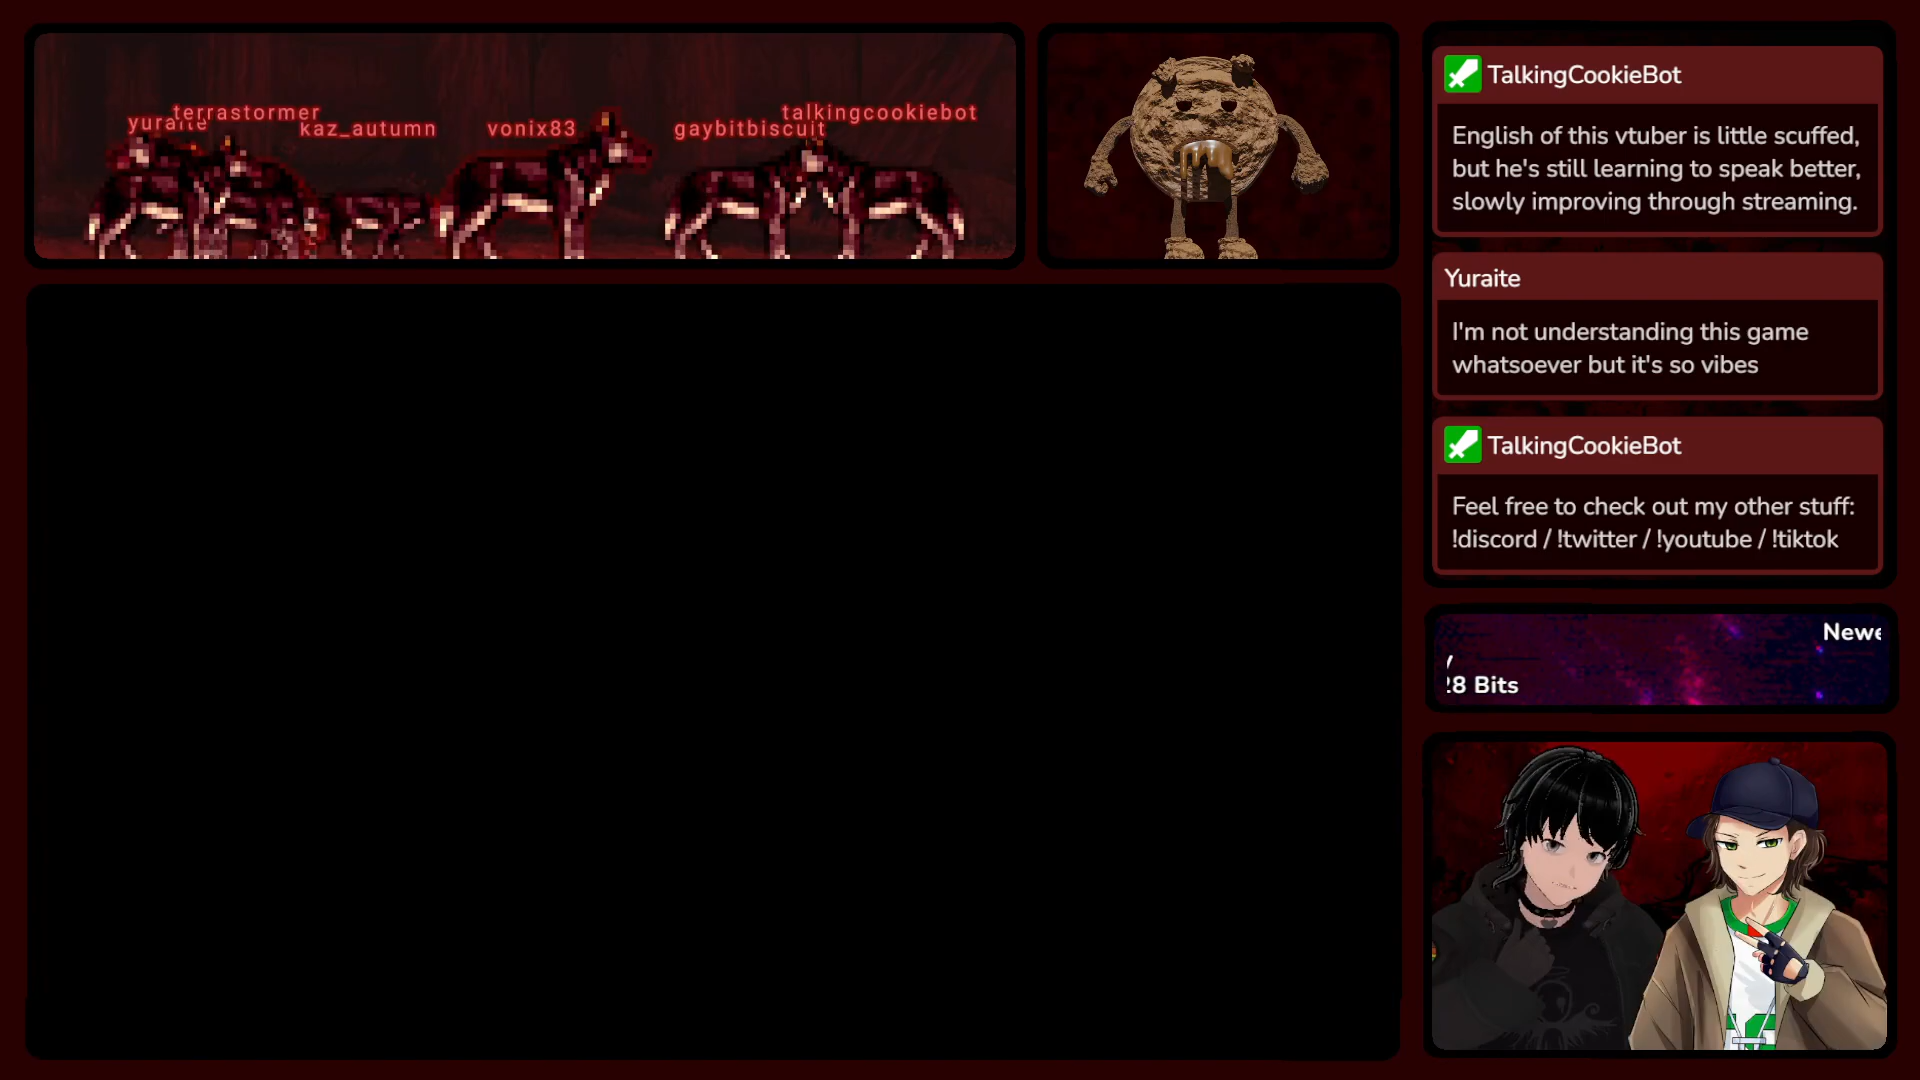 yuraite
terrastormer
kaz_autumn
vonix83
gaybitbiscuit
talkingcookiebot
TalkingCookieBot
English of this vtuber is little scuffed,
but he's still learning to speak better,
slowly improving through streaming.
Yuraite
I'm not understanding this game
whatsoever but it's so vibes
TalkingCookieBot
Feel free to check out my other stuff:
!discord / !twitter / !youtube / !tiktok
8 Bits